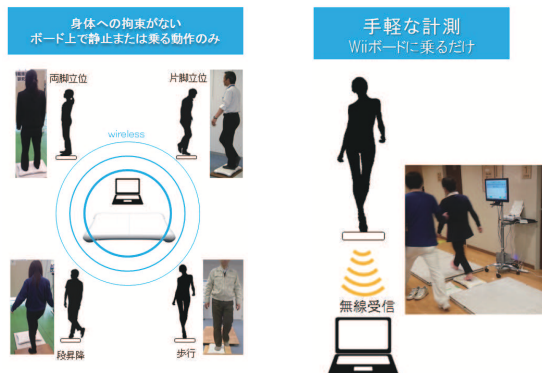 身体への拘束がない
ボード上で静止または乗る動作のみ
両脚立位
片脚立位
wireless
段昇降
歩行
手軽な計測
Wiiボードに乗るだけ
無線受信